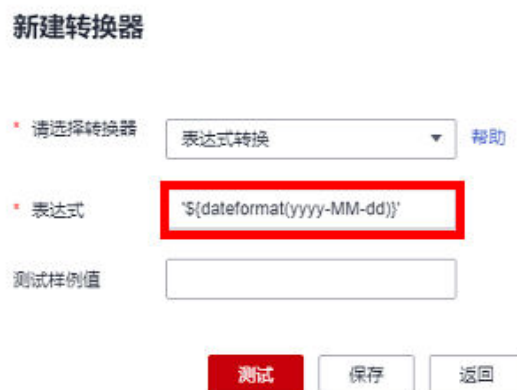 新建转换器
* 请选择转换器 表达式转换 帮助
* 表达式 '${dateformat(yyyy-MM-dd)}'
测试样例值
测试 保存 返回